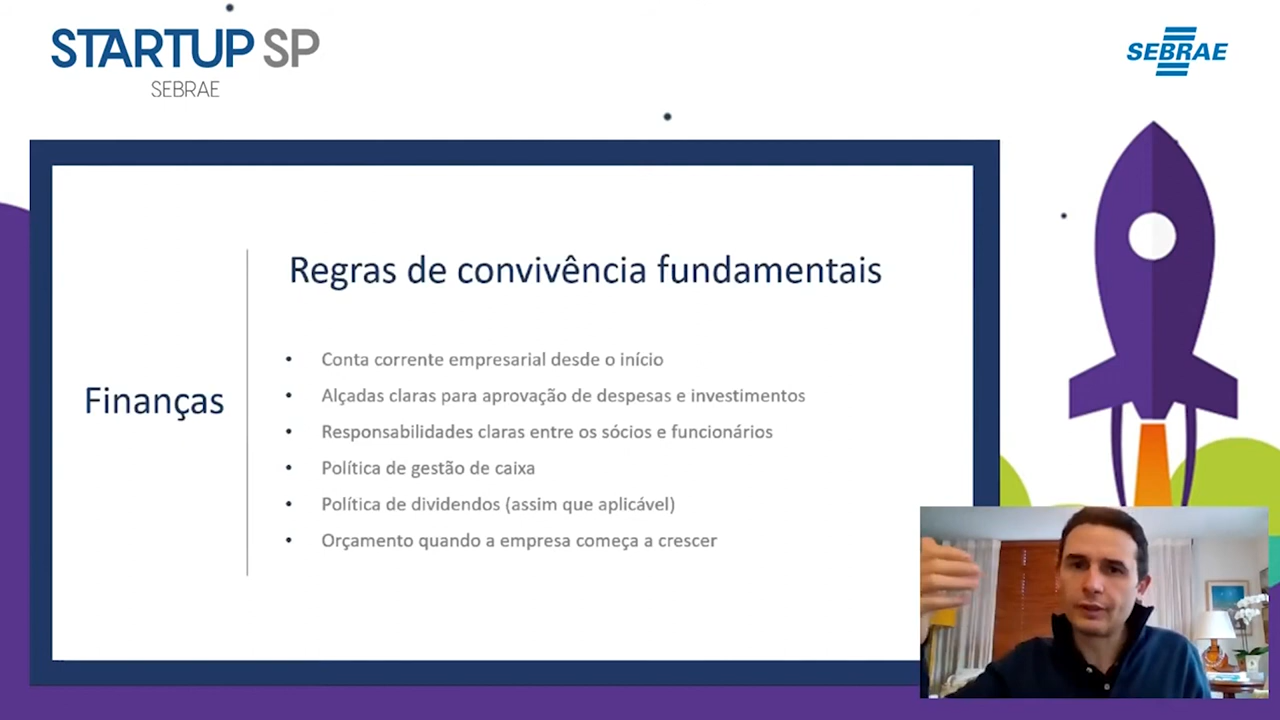 STARTUP SP
SEBRAE
SEBRAE
Regras de convivência fundamentais
Finanças
• Conta corrente empresarial desde o início
• Alçadas claras para aprovação de despesas e investimentos
• Responsabilidades claras entre os sócios e funcionários
• Política de gestão de caixa
• Política de dividendos (assim que aplicável)
• Orçamento quando a empresa começa a crescer